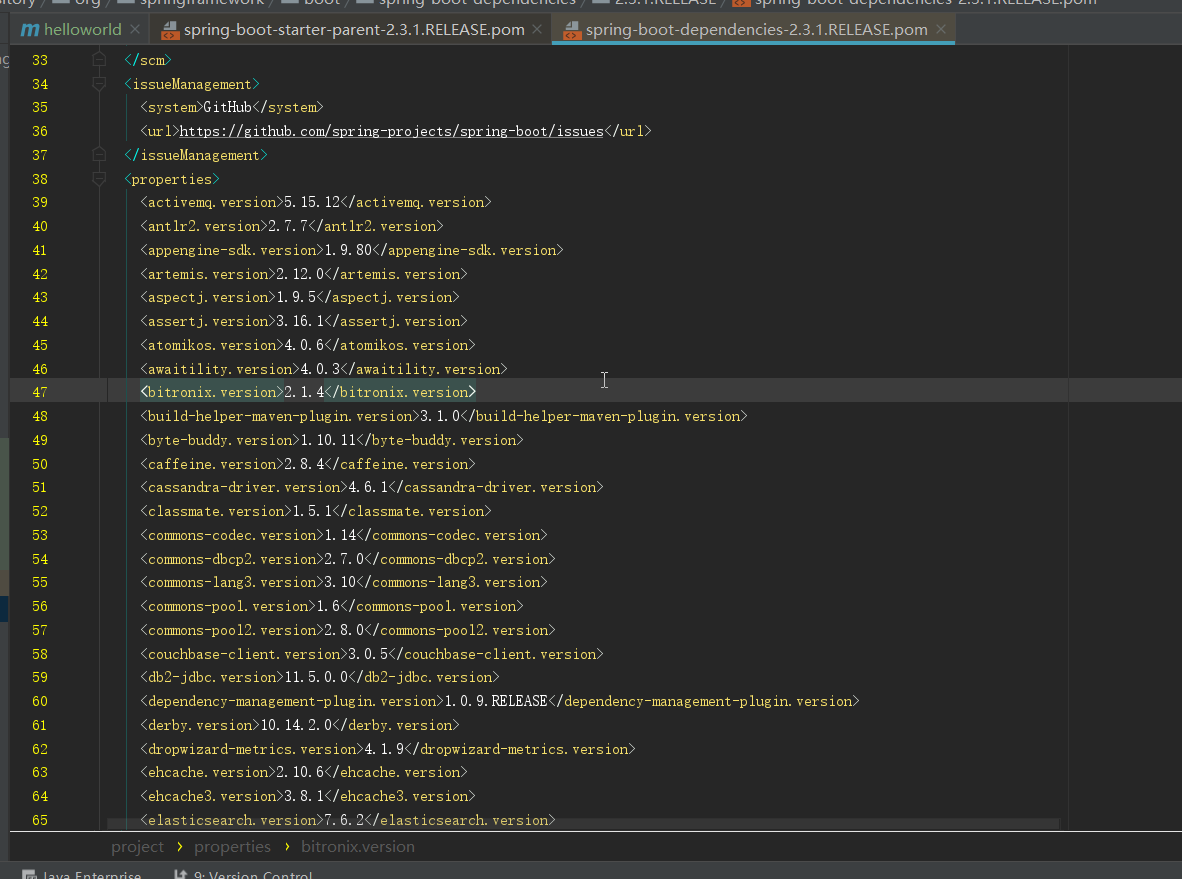 org springframework boot spring-boot-dependencies 2.3.1.RELEASE spring-boot-dependencies-2.3.1.RELEASE.pom
m helloworld × spring-boot-starter-parent-2.3.1.RELEASE.pom × spring-boot-dependencies-2.3.1.RELEASE.pom ×
33 </scm>
34 <issueManagement>
35 <system>GitHub</system>
36 <url>https://github.com/spring-projects/spring-boot/issues</url>
37 </issueManagement>
38 <properties>
39 <activemq.version>5.15.12</activemq.version>
40 <antlr2.version>2.7.7</antlr2.version>
41 <appengine-sdk.version>1.9.80</appengine-sdk.version>
42 <artemis.version>2.12.0</artemis.version>
43 <aspectj.version>1.9.5</aspectj.version>
44 <assertj.version>3.16.1</assertj.version>
45 <atomikos.version>4.0.6</atomikos.version>
46 <awaitility.version>4.0.3</awaitility.version>
47 <bitronix.version>2.1.4</bitronix.version>
48 <build-helper-maven-plugin.version>3.1.0</build-helper-maven-plugin.version>
49 <byte-buddy.version>1.10.11</byte-buddy.version>
50 <caffeine.version>2.8.4</caffeine.version>
51 <cassandra-driver.version>4.6.1</cassandra-driver.version>
52 <classmate.version>1.5.1</classmate.version>
53 <commons-codec.version>1.14</commons-codec.version>
54 <commons-dbcp2.version>2.7.0</commons-dbcp2.version>
55 <commons-lang3.version>3.10</commons-lang3.version>
56 <commons-pool.version>1.6</commons-pool.version>
57 <commons-pool2.version>2.8.0</commons-pool2.version>
58 <couchbase-client.version>3.0.5</couchbase-client.version>
59 <db2-jdbc.version>11.5.0.0</db2-jdbc.version>
60 <dependency-management-plugin.version>1.0.9.RELEASE</dependency-management-plugin.version>
61 <derby.version>10.14.2.0</derby.version>
62 <dropwizard-metrics.version>4.1.9</dropwizard-metrics.version>
63 <ehcache.version>2.10.6</ehcache.version>
64 <ehcache3.version>3.8.1</ehcache3.version>
65 <elasticsearch.version>7.6.2</elasticsearch.version>
project › properties › bitronix.version
Java Enterprise 9: Version Control